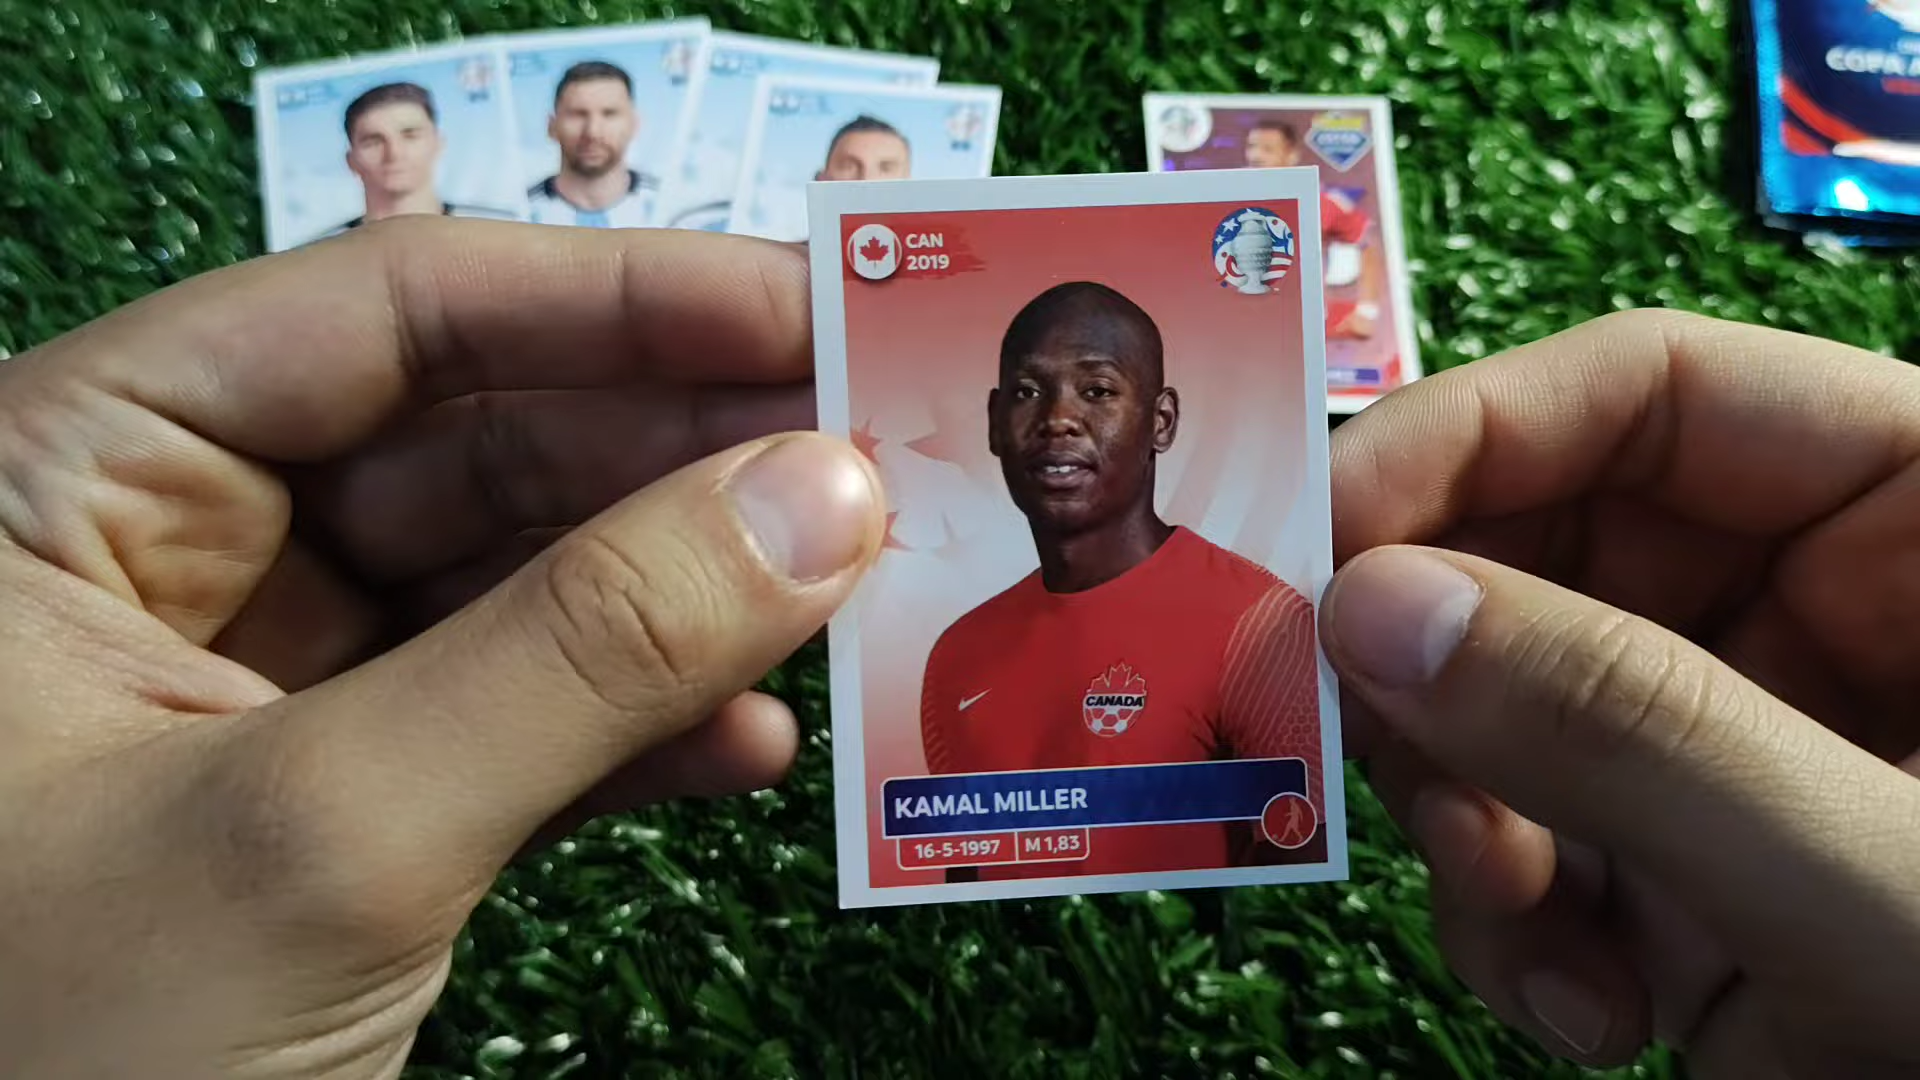 COPA A
CAN
2019
CANADA
KAMAL MILLER
16-5-1997
M 1,83